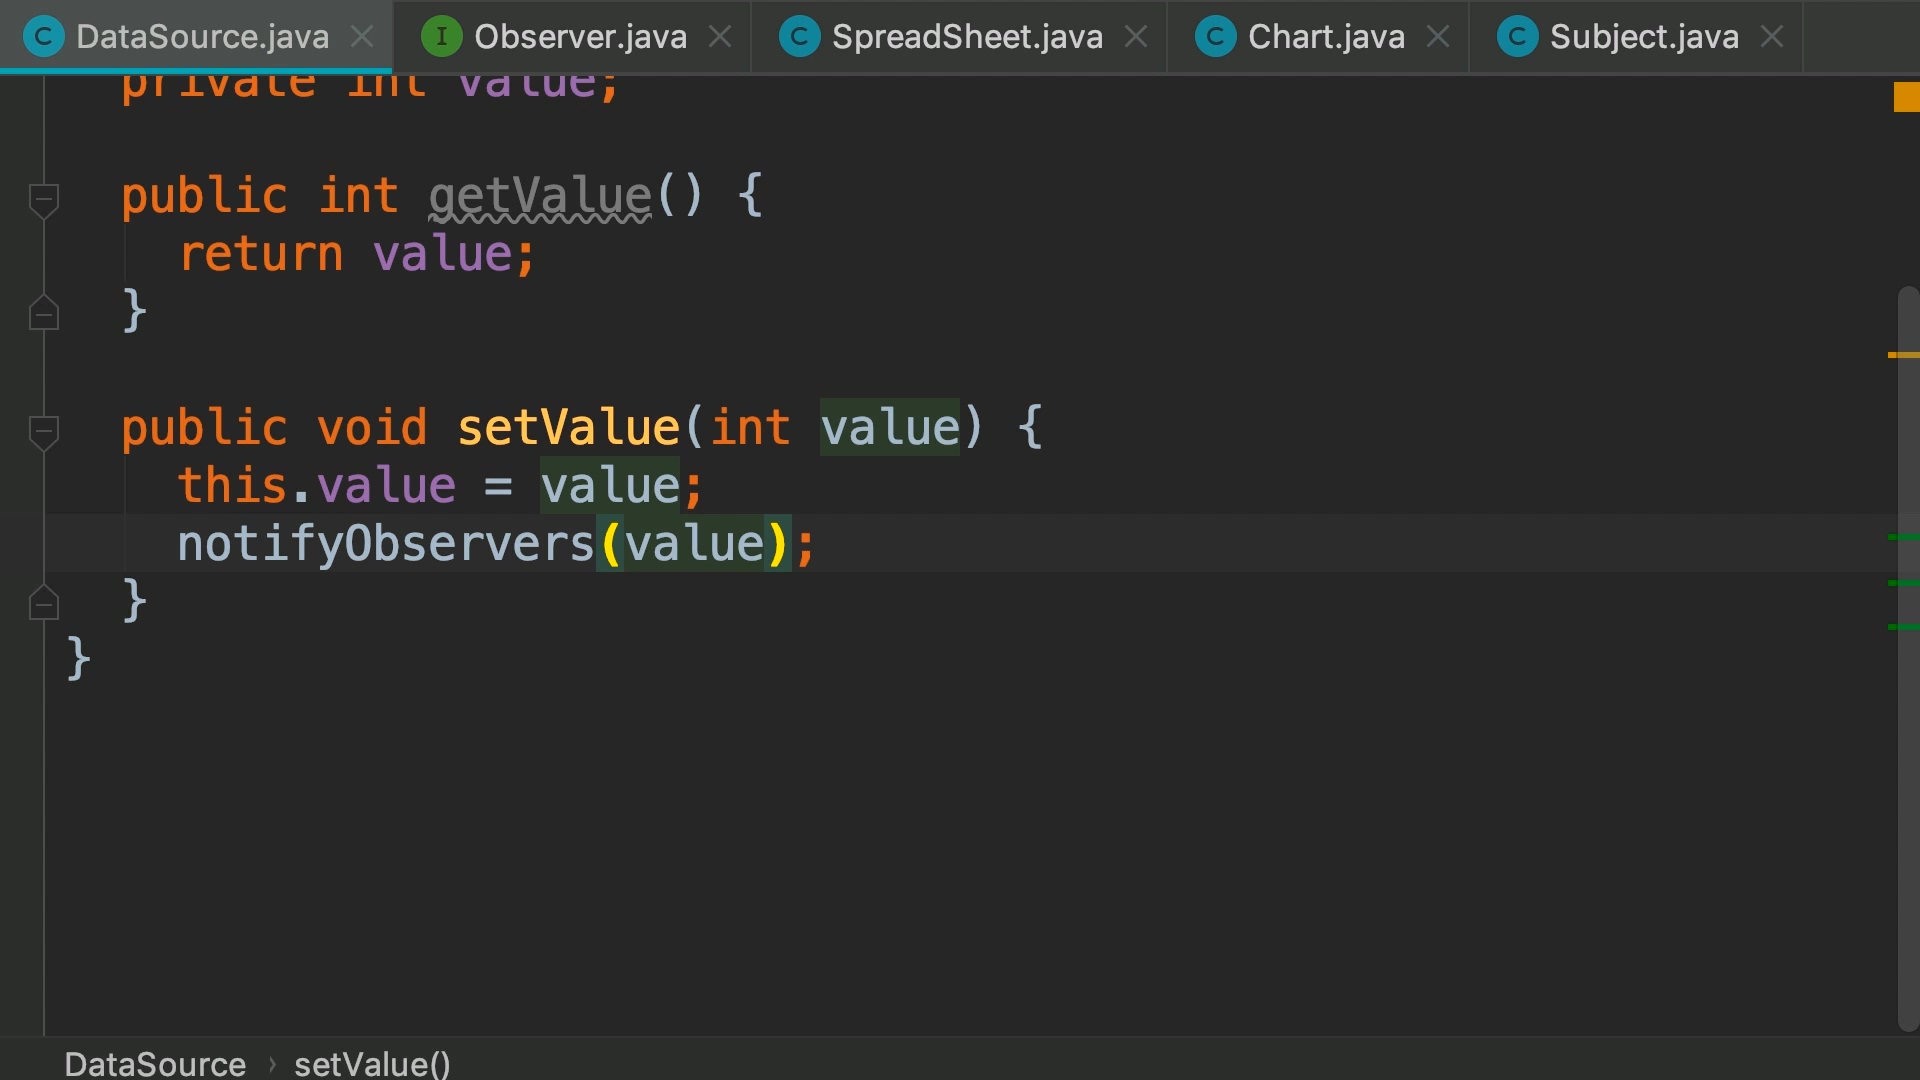 C DataSource.java I Observer.java C SpreadSheet.java C Chart.java C Subject.java
private int value;
public int getValue() {
return value;
}
public void setValue(int value) {
this.value = value;
notifyObservers(value);
}
}
DataSource › setValue()